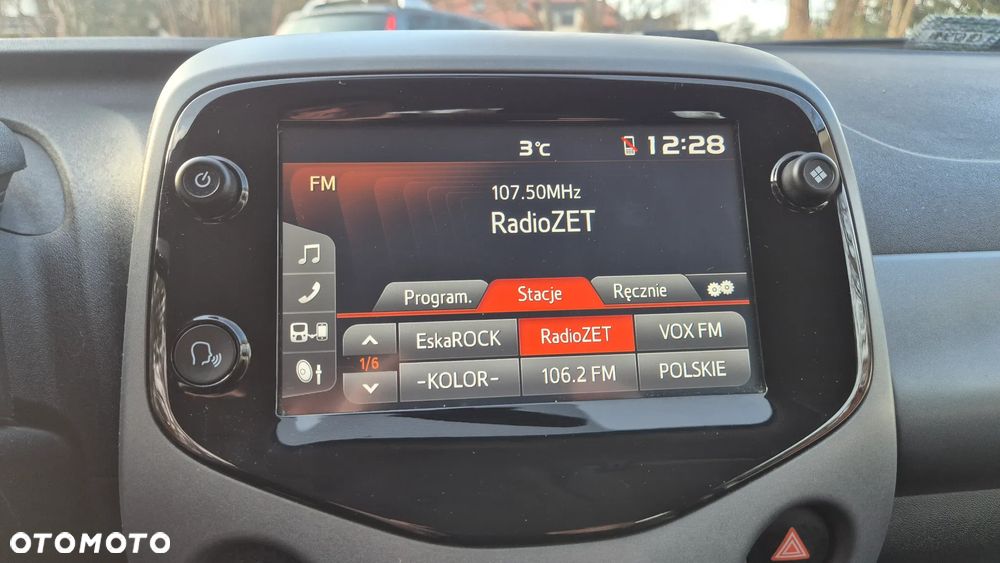 3°C 12:28
FM
107.50MHz
RadioZET
Program. Stacje Ręcznie
EskaROCK RadioZET VOX FM
1/6
-KOLOR- 106.2 FM POLSKIE
OTOMOTO